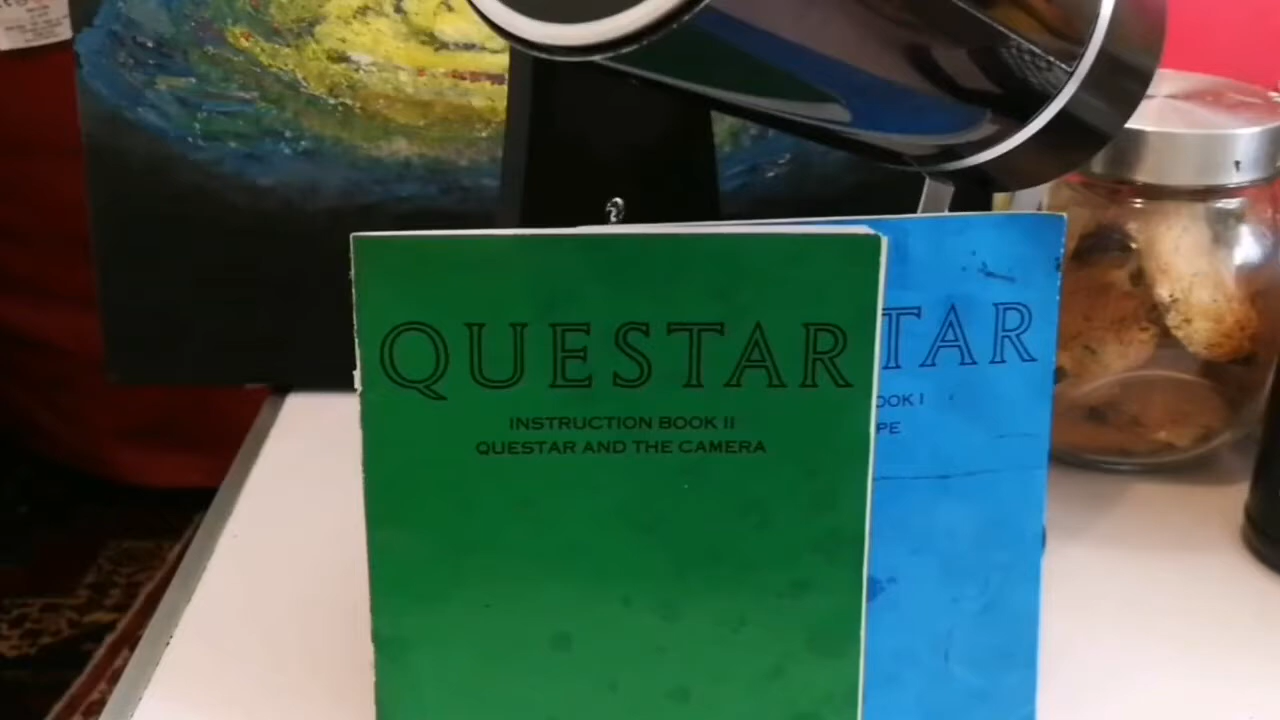 QUESTAR
INSTRUCTION BOOK II
QUESTAR AND THE CAMERA
TAR
OOK I
PE